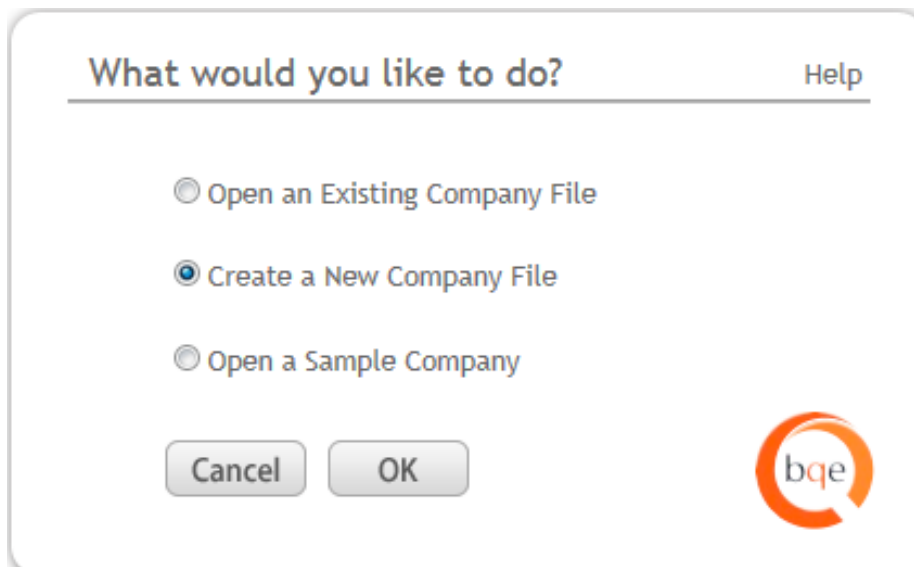 What would you like to do?
Help
Open an Existing Company File
Create a New Company File
Open a Sample Company
Cancel
OK
bqe